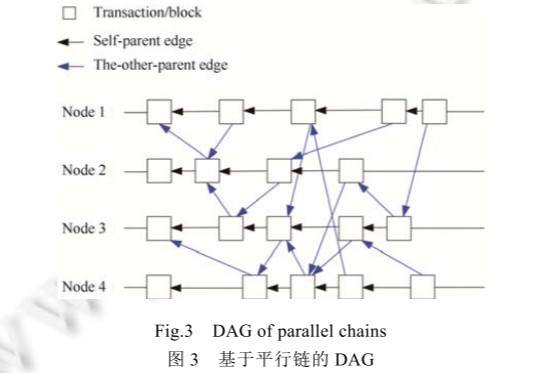 Transaction/block
Self-parent edge
The-other-parent edge
Node 1
Node 2
Node 3
Node 4
Fig.3 DAG of parallel chains
图 3 基于平行链的 DAG